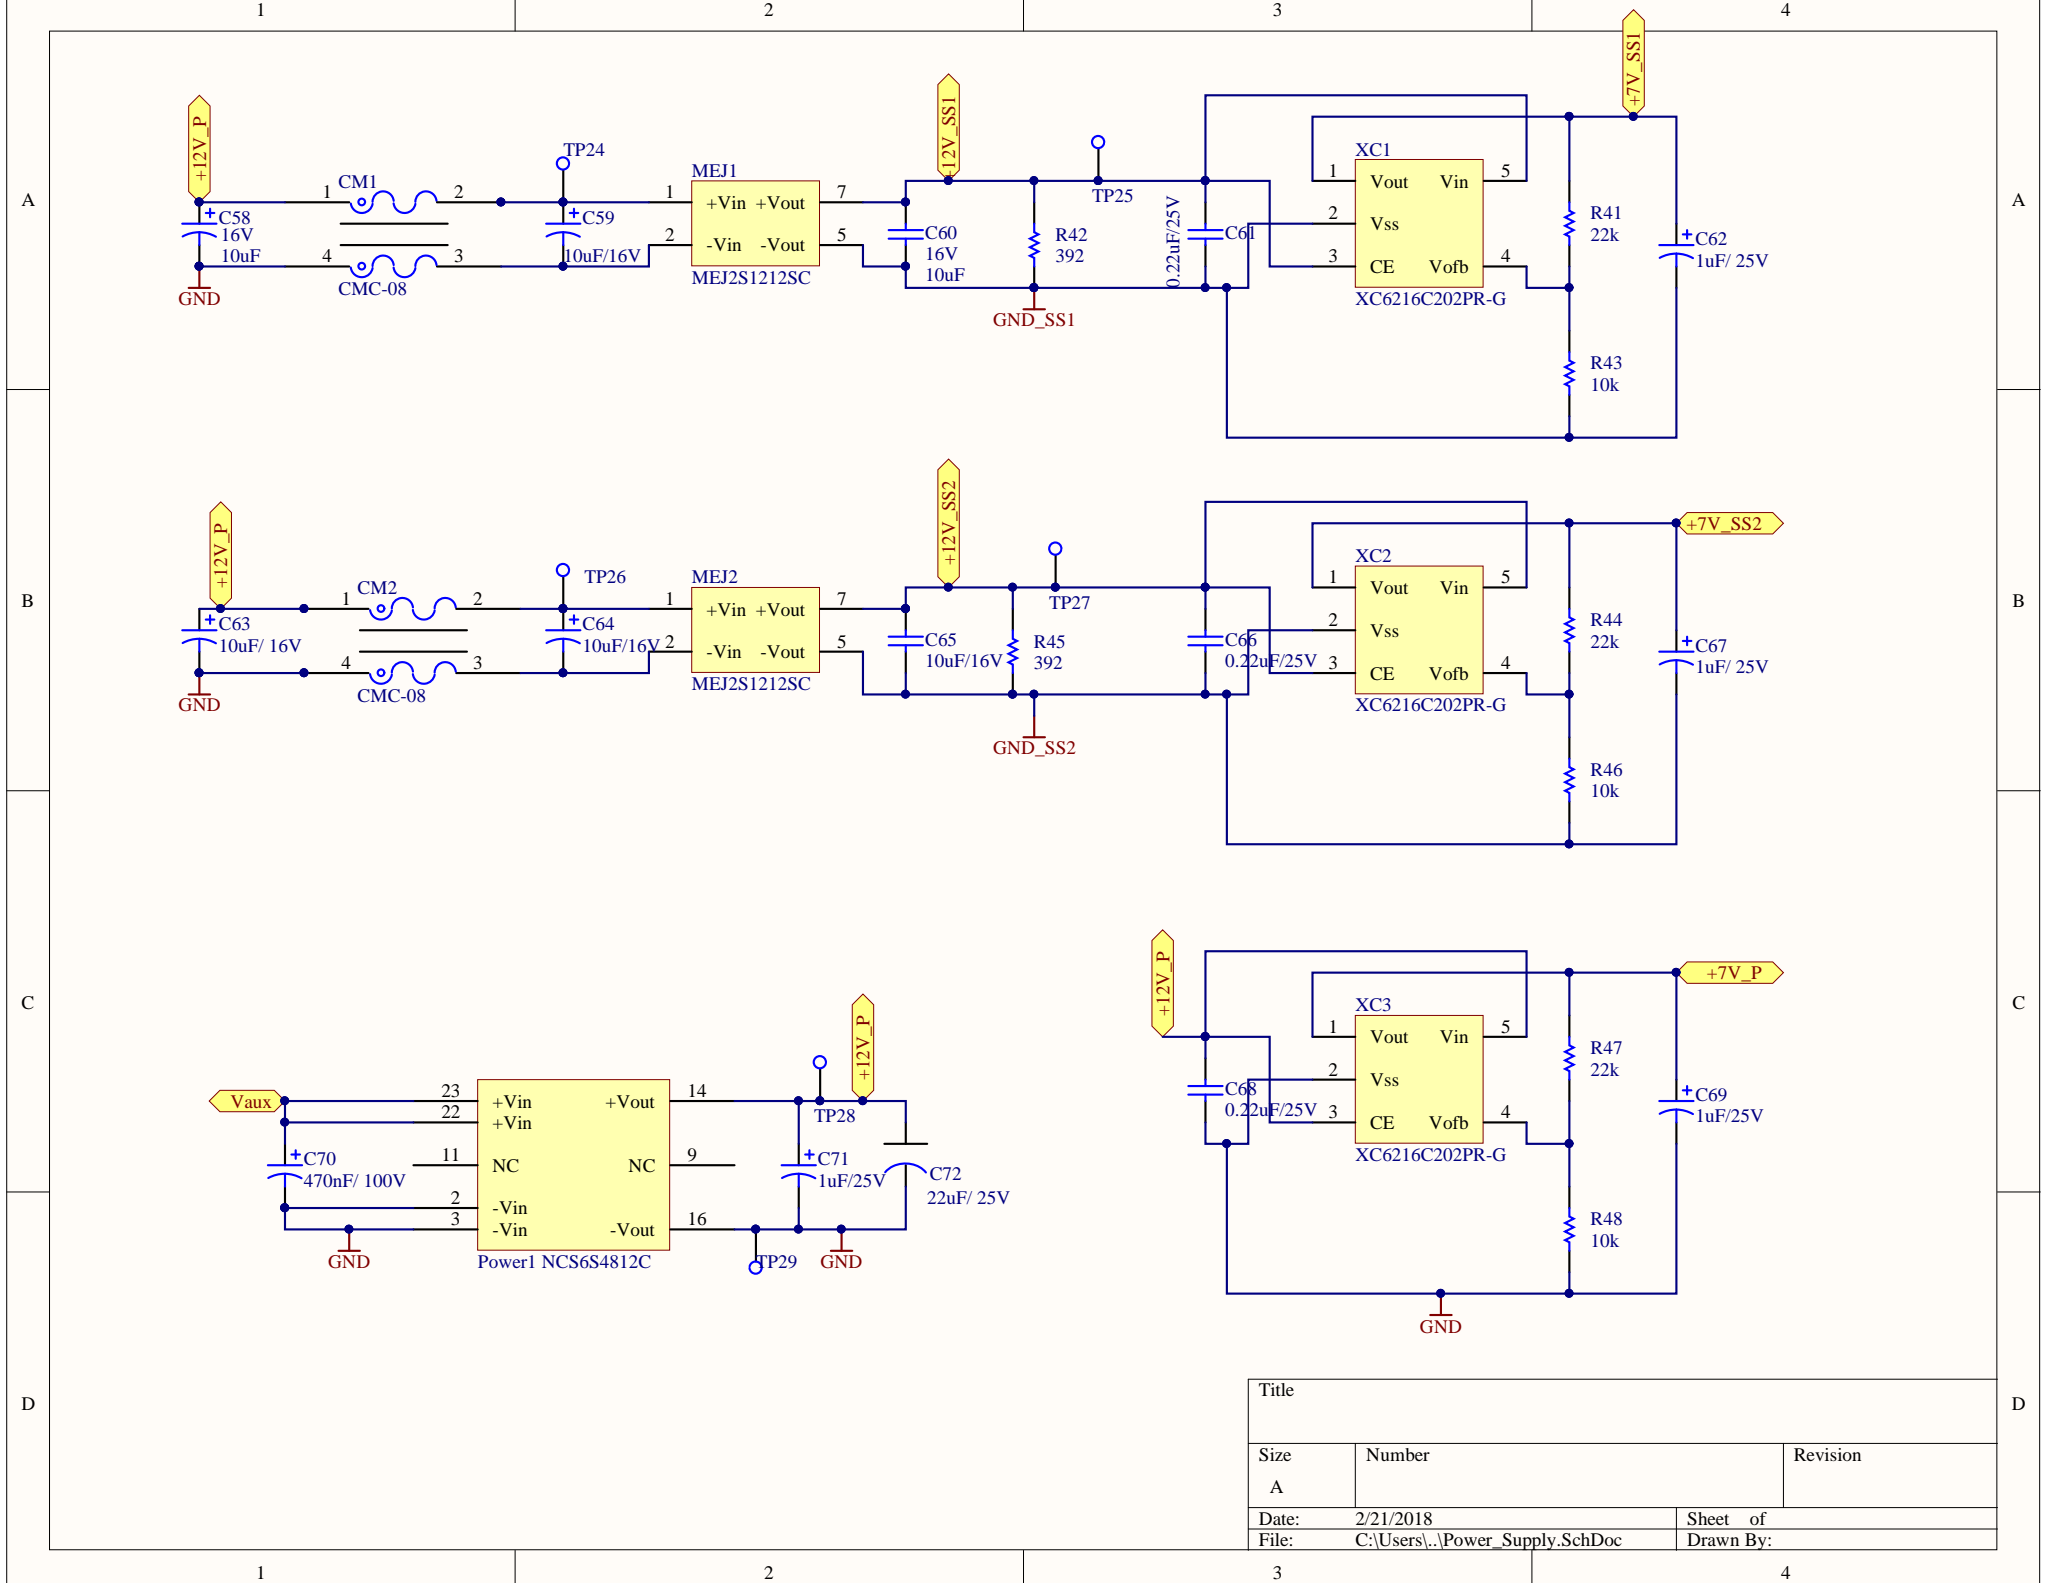 1 2 3 4
A
+12V_P
C58
16V
10uF
GND
1 CM1 2
4 3
CMC-08
TP24
C59
10uF/16V
MEJ1
1 +Vin +Vout 7
2 -Vin -Vout 5
MEJ2S1212SC
C60
16V
10uF
+12V_SS1
R42
392
GND_SS1
TP25
C61
0.22uF/25V
XC1
1 Vout Vin 5
2 Vss
3 CE Vofb 4
XC6216C202PR-G
+7V_SS1
R41
22k
R43
10k
C62
1uF/ 25V
A
B
+12V_P
C63
10uF/ 16V
GND
1 CM2 2
4 3
CMC-08
TP26
C64
10uF/16V
MEJ2
1 +Vin +Vout 7
2 -Vin -Vout 5
MEJ2S1212SC
C65
10uF/16V
+12V_SS2
R45
392
GND_SS2
TP27
C66
0.22uF/25V
XC2
1 Vout Vin 5
2 Vss
3 CE Vofb 4
XC6216C202PR-G
+7V_SS2
R44
22k
R46
10k
C67
1uF/ 25V
B
C
Vaux
C70
470nF/ 100V
GND
23 +Vin +Vout 14
22 +Vin
11 NC NC 9
2 -Vin
3 -Vin -Vout 16
Power1 NCS6S4812C
TP28
+12V_P
C71
1uF/25V
C72
22uF/ 25V
TP29
GND
+12V_P
C68
0.22uF/25V
XC3
1 Vout Vin 5
2 Vss
3 CE Vofb 4
XC6216C202PR-G
+7V_P
R47
22k
R48
10k
C69
1uF/25V
GND
C
D
Title
Size Number Revision
A
Date: 2/21/2018 Sheet of
File: C:\Users\..\Power_Supply.SchDoc Drawn By:
D
1 2 3 4